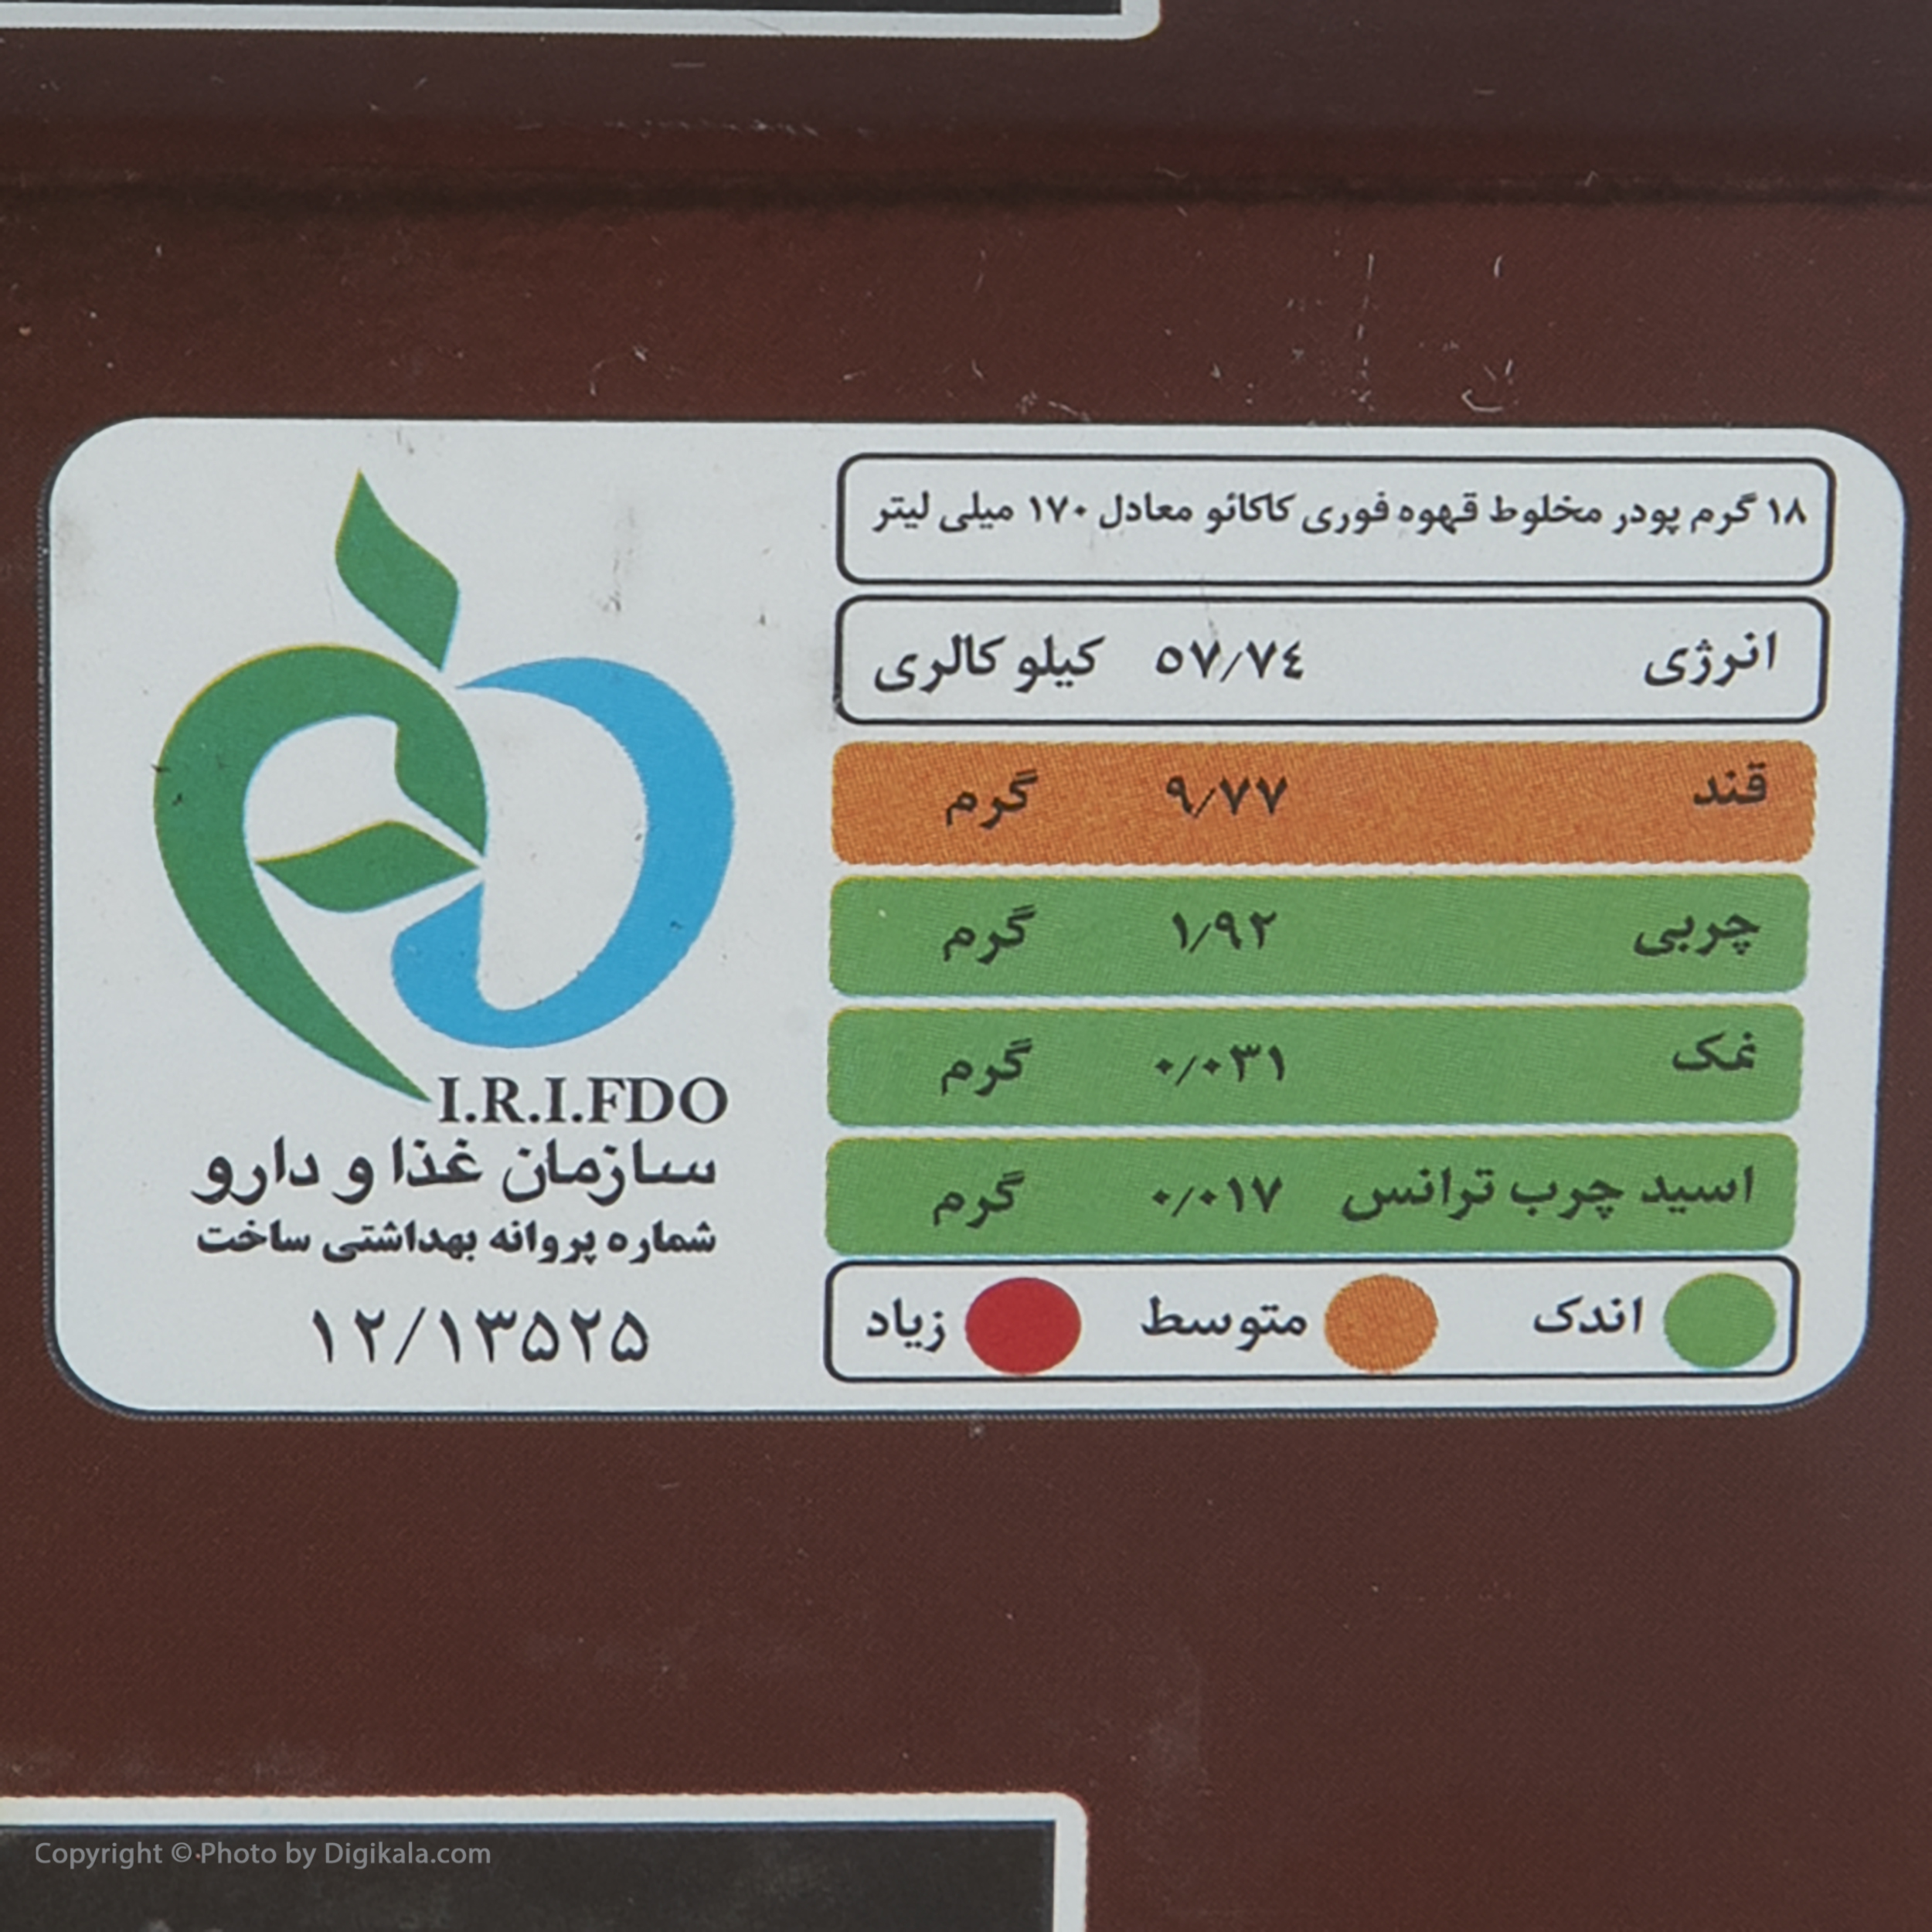 ۱۸ گرم پودر مخلوط قهوه فوری کاکائو معادل ۱۷۰ میلی لیتر
انرژی ۵۷/۷٤ کیلو کالری
قند ۹/۷۷ گرم
چربی ۱/۹۲ گرم
نمک ۰/۰۳۱ گرم
اسید چرب ترانس ۰/۰۱۷ گرم
اندک متوسط زیاد
I.R.I.FDO
سازمان غذا و دارو
شماره پروانه بهداشتی ساخت
۱۲/۱۳۵۲۵
Copyright © Photo by Digikala.com